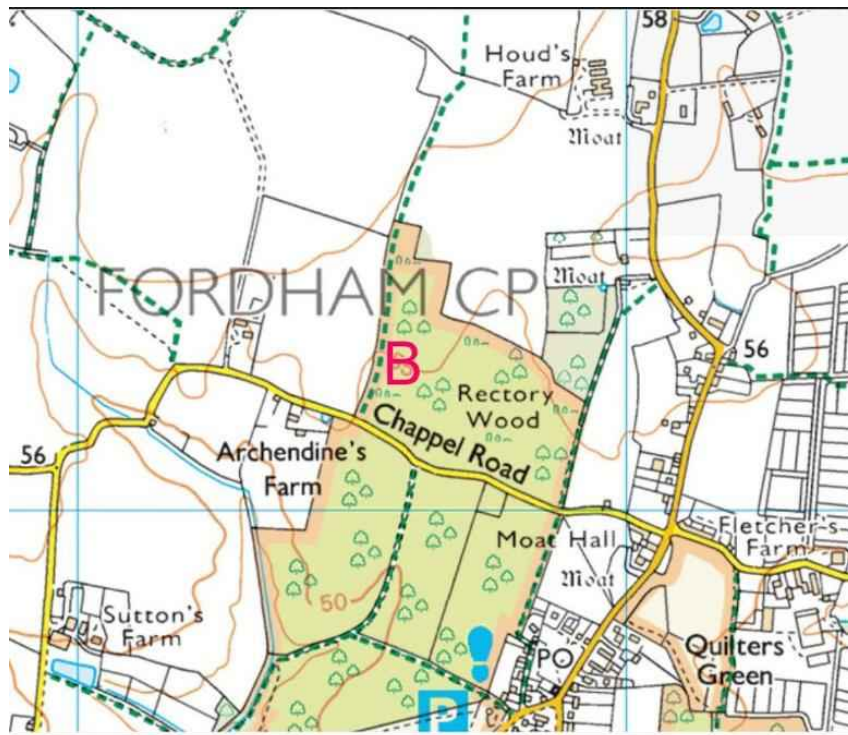 58
Houd's
Farm
Moat
FORDHAM CP
Moat
B
56
Rectory
Wood
Chappel Road
Archendine's
Farm
56
Fletcher's
Farm
Moat Hall
Moat
50
Sutton's
Farm
PO
Quilters
Green
P